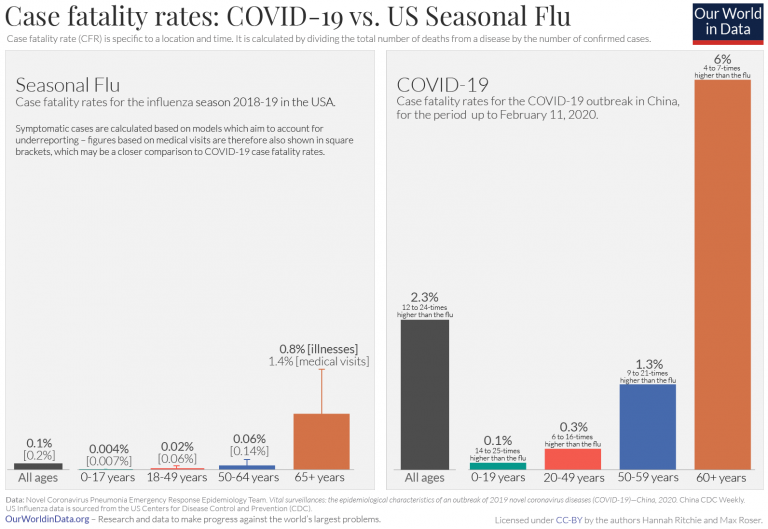 Case fatality rates: COVID-19 vs. US Seasonal Flu
Case fatality rate (CFR) is specific to a location and time. It is calculated by dividing the total number of deaths from a disease by the number of confirmed cases.
Our World
in Data
Seasonal Flu
Case fatality rates for the influenza season 2018-19 in the USA.
Symptomatic cases are calculated based on models which aim to account for
underreporting – figures based on medical visits are therefore also shown in square
brackets, which may be a closer comparison to COVID-19 case fatality rates.
0.1%
[0.2%]
0.004%
[0.007%]
0.02%
[0.06%]
0.06%
[0.14%]
0.8% [illnesses]
1.4% [medical visits]
All ages
0-17 years
18-49 years
50-64 years
65+ years
COVID-19
Case fatality rates for the COVID-19 outbreak in China,
for the period up to February 11, 2020.
2.3%
12 to 24-times
higher than the flu
0.1%
14 to 25-times
higher than the flu
0.3%
6 to 16-times
higher than the flu
1.3%
9 to 21-times
higher than the flu
6%
4 to 7-times
higher than the flu
All ages
0-19 years
20-49 years
50-59 years
60+ years
Data: Novel Coronavirus Pneumonia Emergency Response Epidemiology Team. Vital surveillances: the epidemiological characteristics of an outbreak of 2019 novel coronavirus diseases (COVID-19)—China, 2020. China CDC Weekly.
US Influenza data is sourced from the US Centers for Disease Control and Prevention (CDC).
OurWorldinData.org – Research and data to make progress against the world's largest problems.
Licensed under CC-BY by the authors Hannah Ritchie and Max Roser.